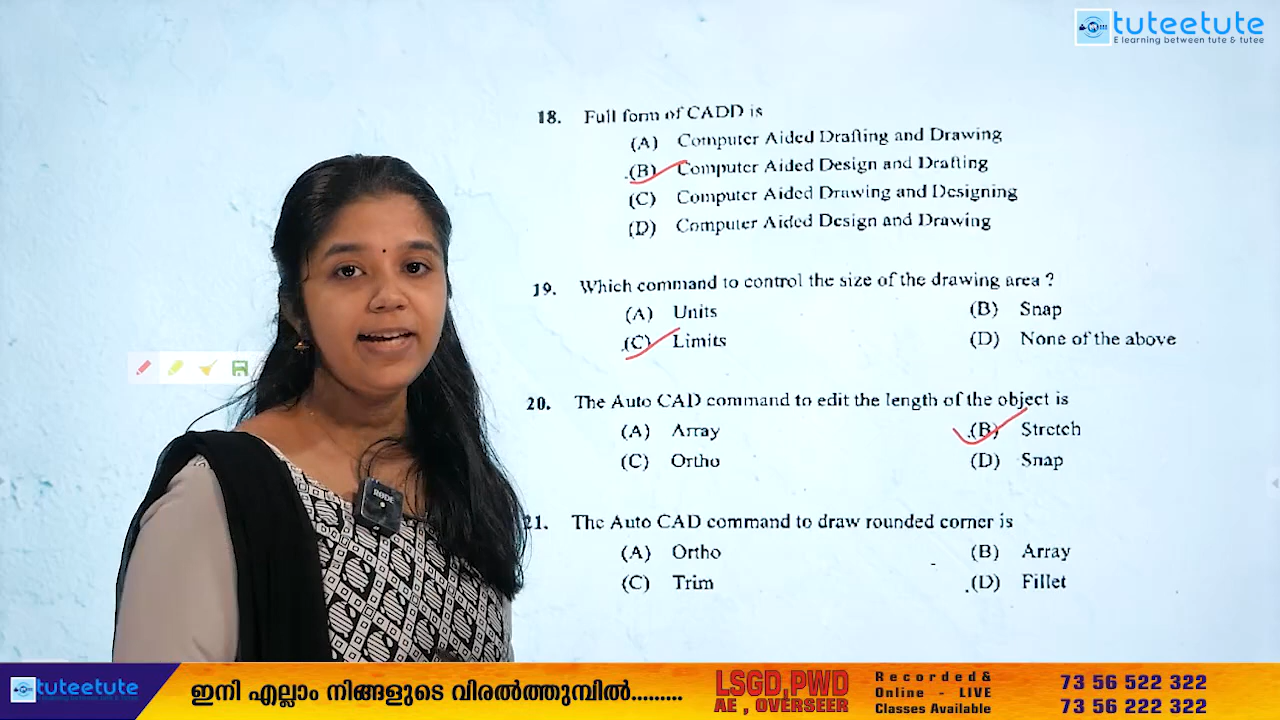 tuteetute
E learning between tute & tutee
18. Full form of CADD is
(A) Computer Aided Drafting and Drawing
(B) Computer Aided Design and Drafting
(C) Computer Aided Drawing and Designing
(D) Computer Aided Design and Drawing
19. Which command to control the size of the drawing area ?
(A) Units (B) Snap
(C) Limits (D) None of the above
20. The Auto CAD command to edit the length of the object is
(A) Array (B) Stretch
(C) Ortho (D) Snap
21. The Auto CAD command to draw rounded corner is
(A) Ortho (B) Array
(C) Trim (D) Fillet
RØDE
tuteetute
ഇനി എല്ലാം നിങ്ങളുടെ വിരൽത്തുമ്പിൽ.........
LSGD,PWD
AE , OVERSEER
Recorded &
Online - LIVE
Classes Available
73 56 522 322
73 56 222 322